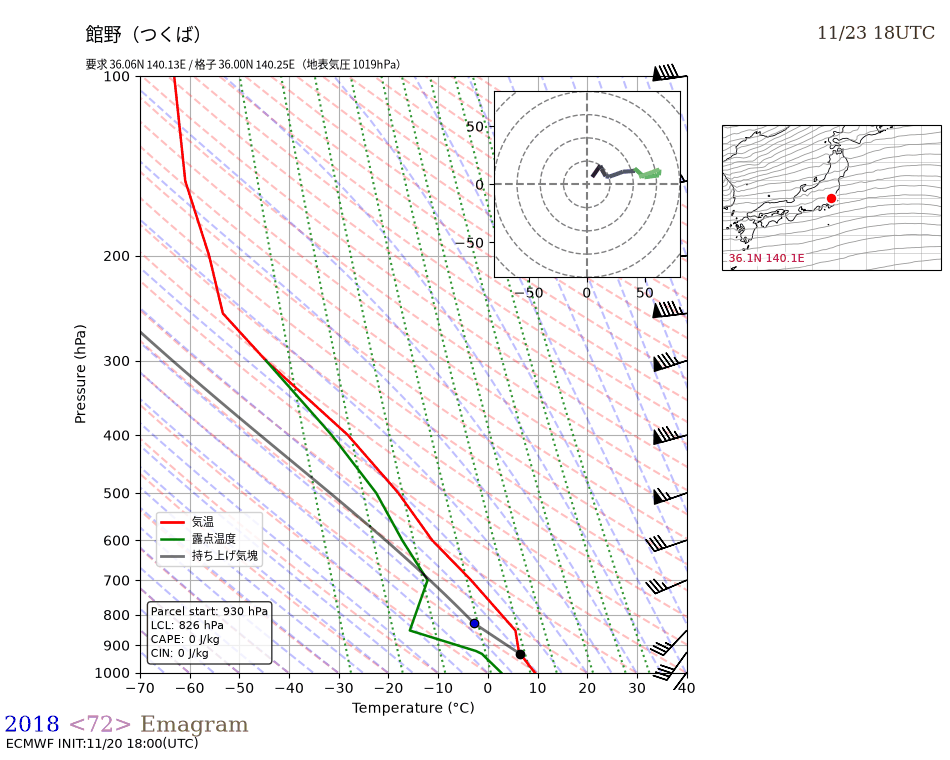 館野（つくば）
11/23 18UTC
要求 36.06N 140.13E / 格子 36.00N 140.25E（地表気圧 1019hPa）
100
200
300
400
500
600
700
800
900
1000
Pressure (hPa)
50
0
−50
−50 0 50
36.1N 140.1E
気温
露点温度
持ち上げ気塊
Parcel start: 930 hPa
LCL: 826 hPa
CAPE: 0 J/kg
CIN: 0 J/kg
−70 −60 −50 −40 −30 −20 −10 0 10 20 30 40
Temperature (°C)
2018 <72> Emagram
ECMWF INIT:11/20 18:00(UTC)